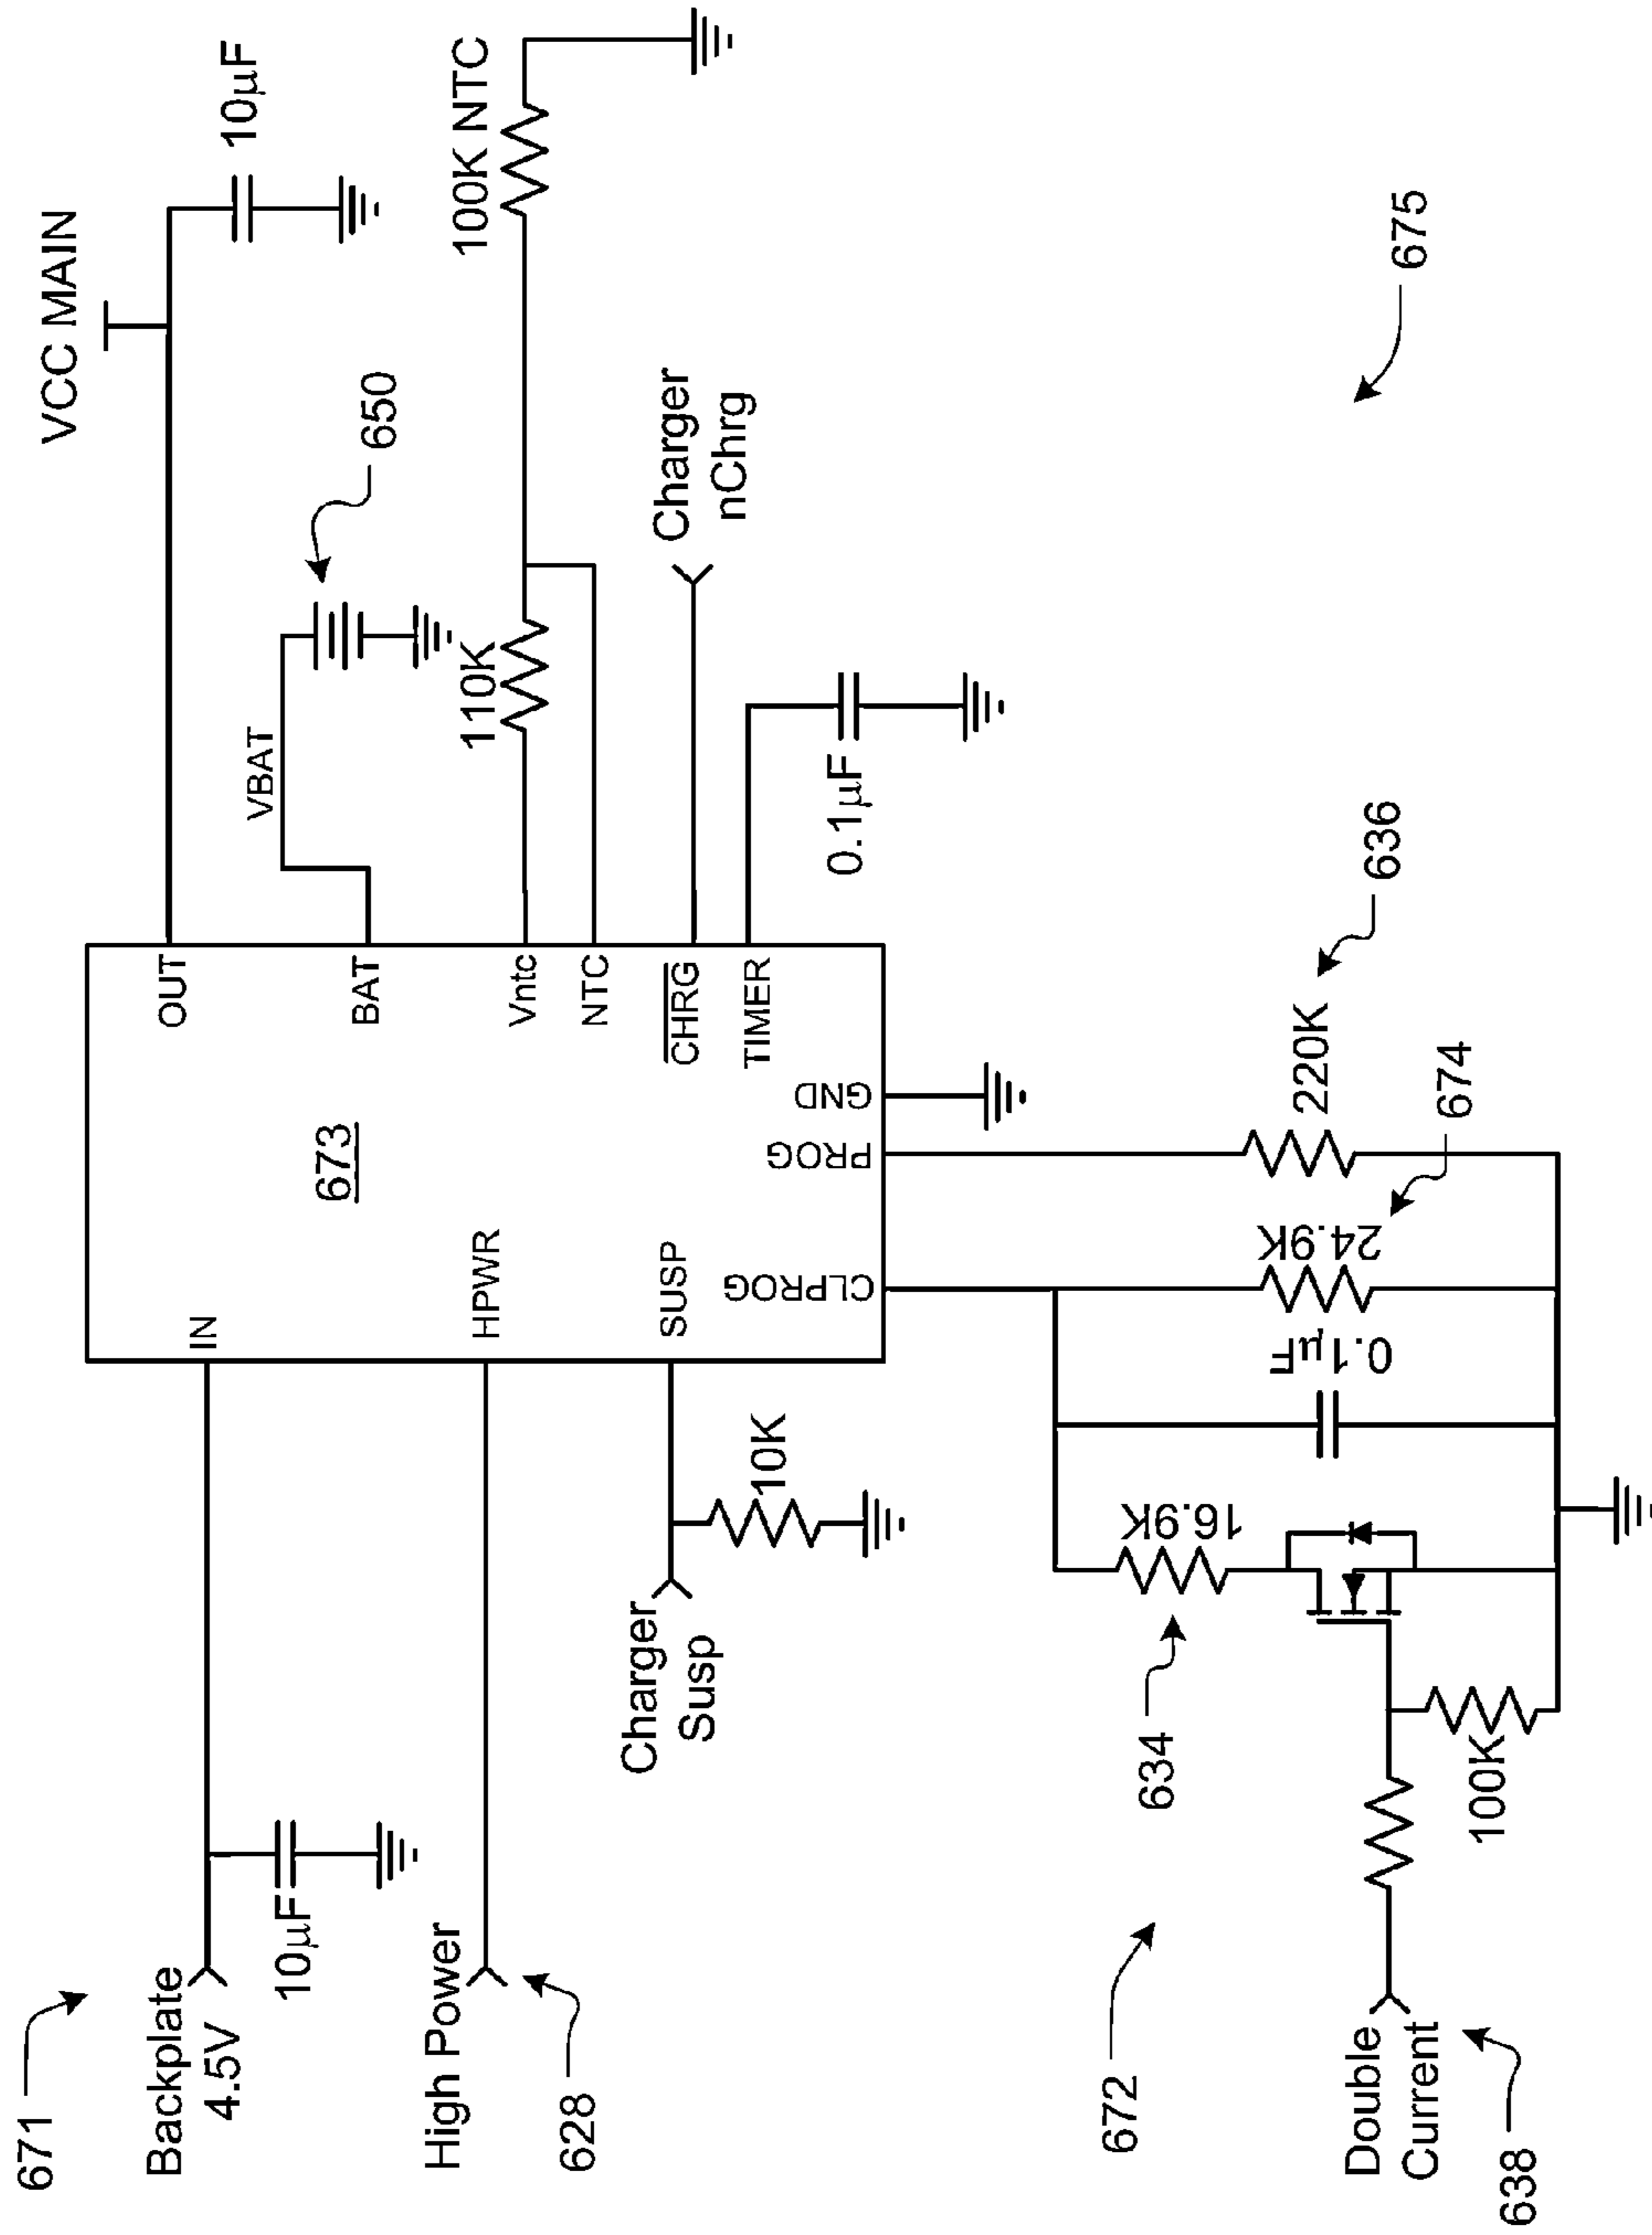 671
Backplate
4.5V
10µF
High Power
628
Charger
Susp
10K
672
634
16.9K
0.1µF
24.9K
674
220K
636
Double
Current
638
100K
IN
HPWR
SUSP
673
CLPROG
PROG
GND
OUT
BAT
Vntc
NTC
CHRG
TIMER
VCC MAIN
10µF
VBAT
650
110K
100K NTC
Charger
nChrg
0.1µF
675